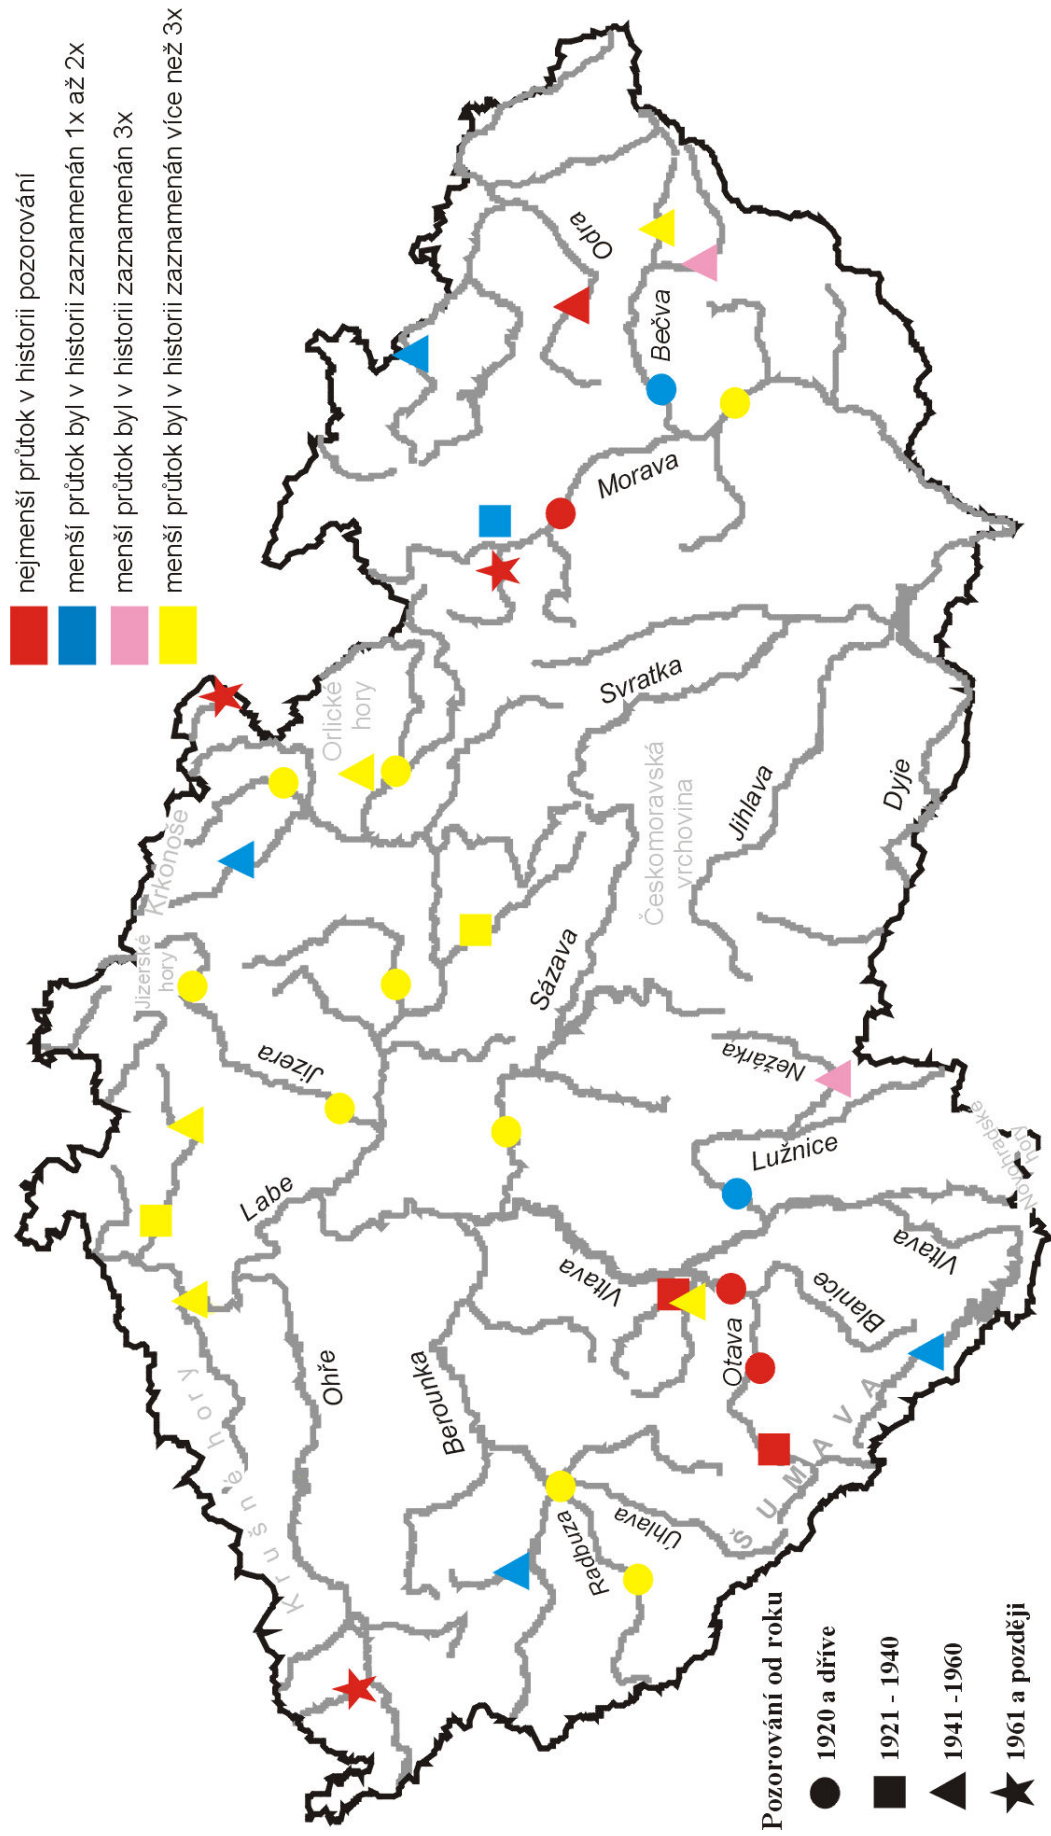 nejmenší průtok v historii pozorování
menší průtok byl v historii zaznamenán 1x až 2x
menší průtok byl v historii zaznamenán 3x
menší průtok byl v historii zaznamenán více než 3x
Jizerské
hory
Krkonoše
Orlické
hory
Krušné hory
Labe
Jizera
Ohře
Berounka
Vltava
Sázava
Radbuza
Úhlava
Otava
Blanice
Vltava
Lužnice
Nežárka
ŠUMAVA
Novohradské
hory
Českomoravská
vrchovina
Svratka
Jihlava
Dyje
Morava
Bečva
Odra
Pozorování od roku
1920 a dříve
1921 - 1940
1941 -1960
1961 a později